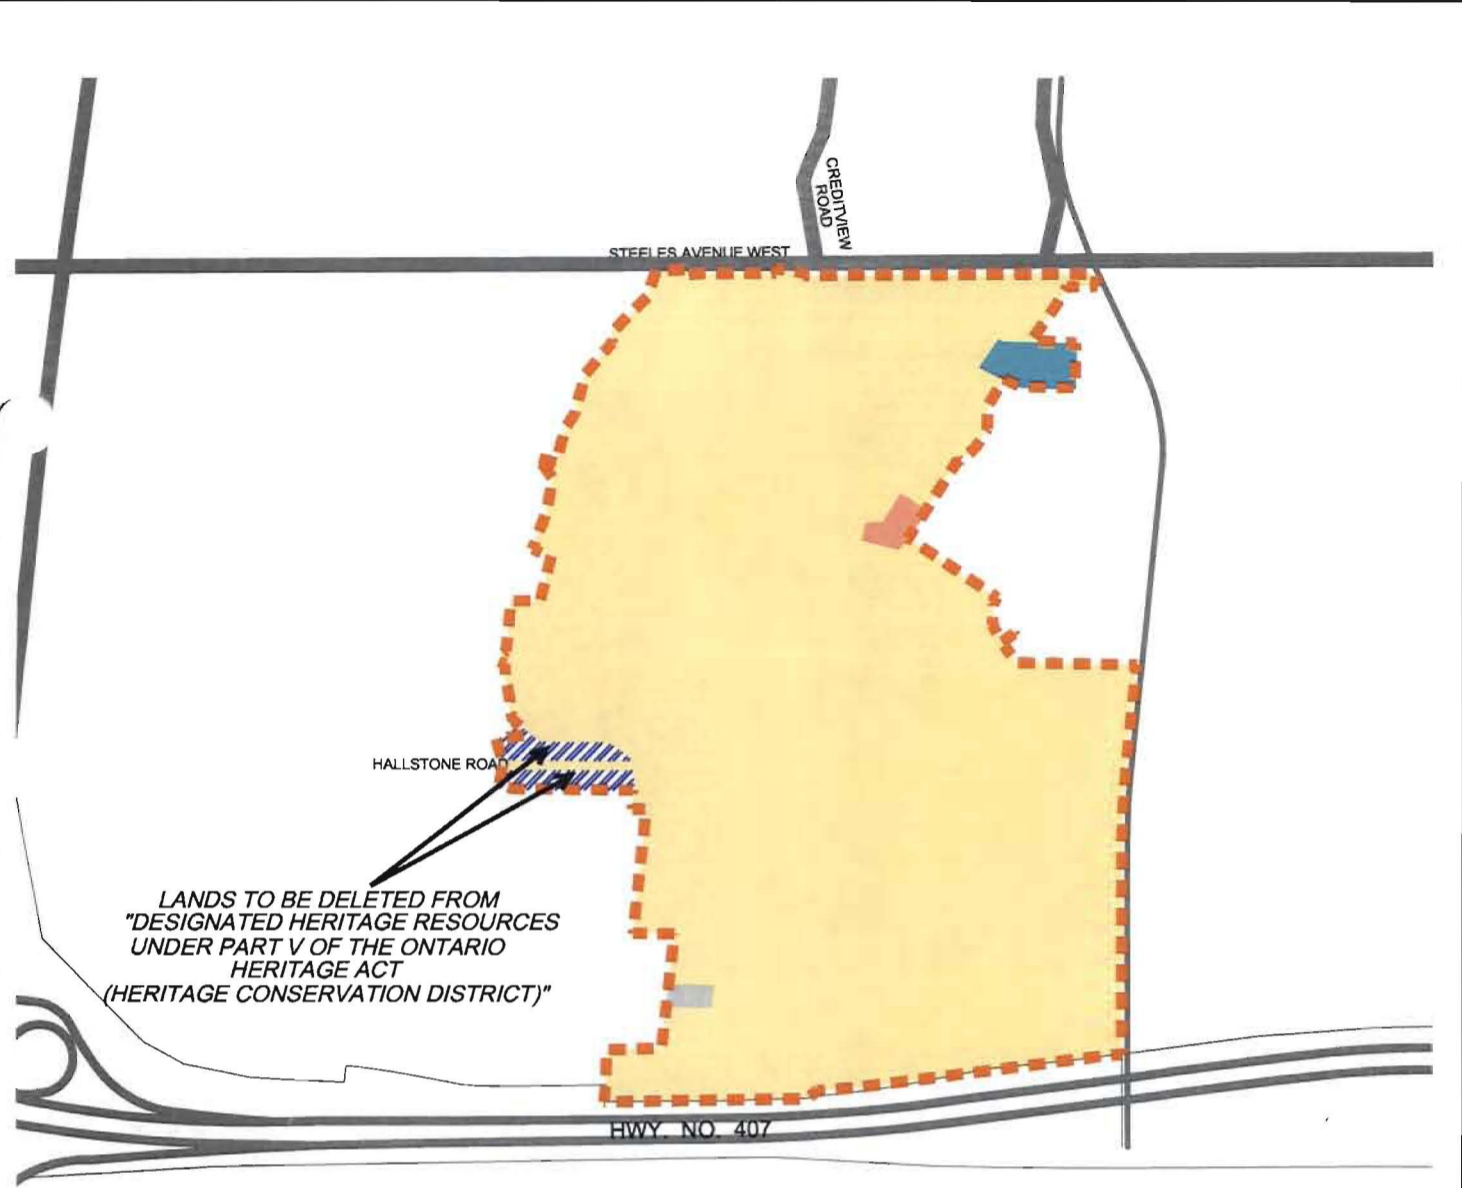 CREDITVIEW
ROAD
STEELES AVENUE WEST
HALLSTONE ROAD
LANDS TO BE DELETED FROM
"DESIGNATED HERITAGE RESOURCES
UNDER PART V OF THE ONTARIO
HERITAGE ACT
(HERITAGE CONSERVATION DISTRICT)"
HWY. NO. 407